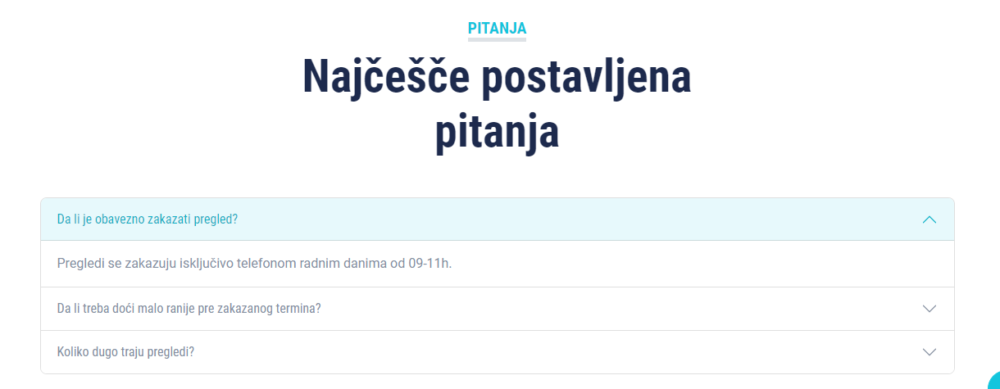 PITANJA
Najčešče postavljena
pitanja
Da li je obavezno zakazati pregled?
Pregledi se zakazuju isključivo telefonom radnim danima od 09-11h.
Da li treba doći malo ranije pre zakazanog termina?
Koliko dugo traju pregledi?